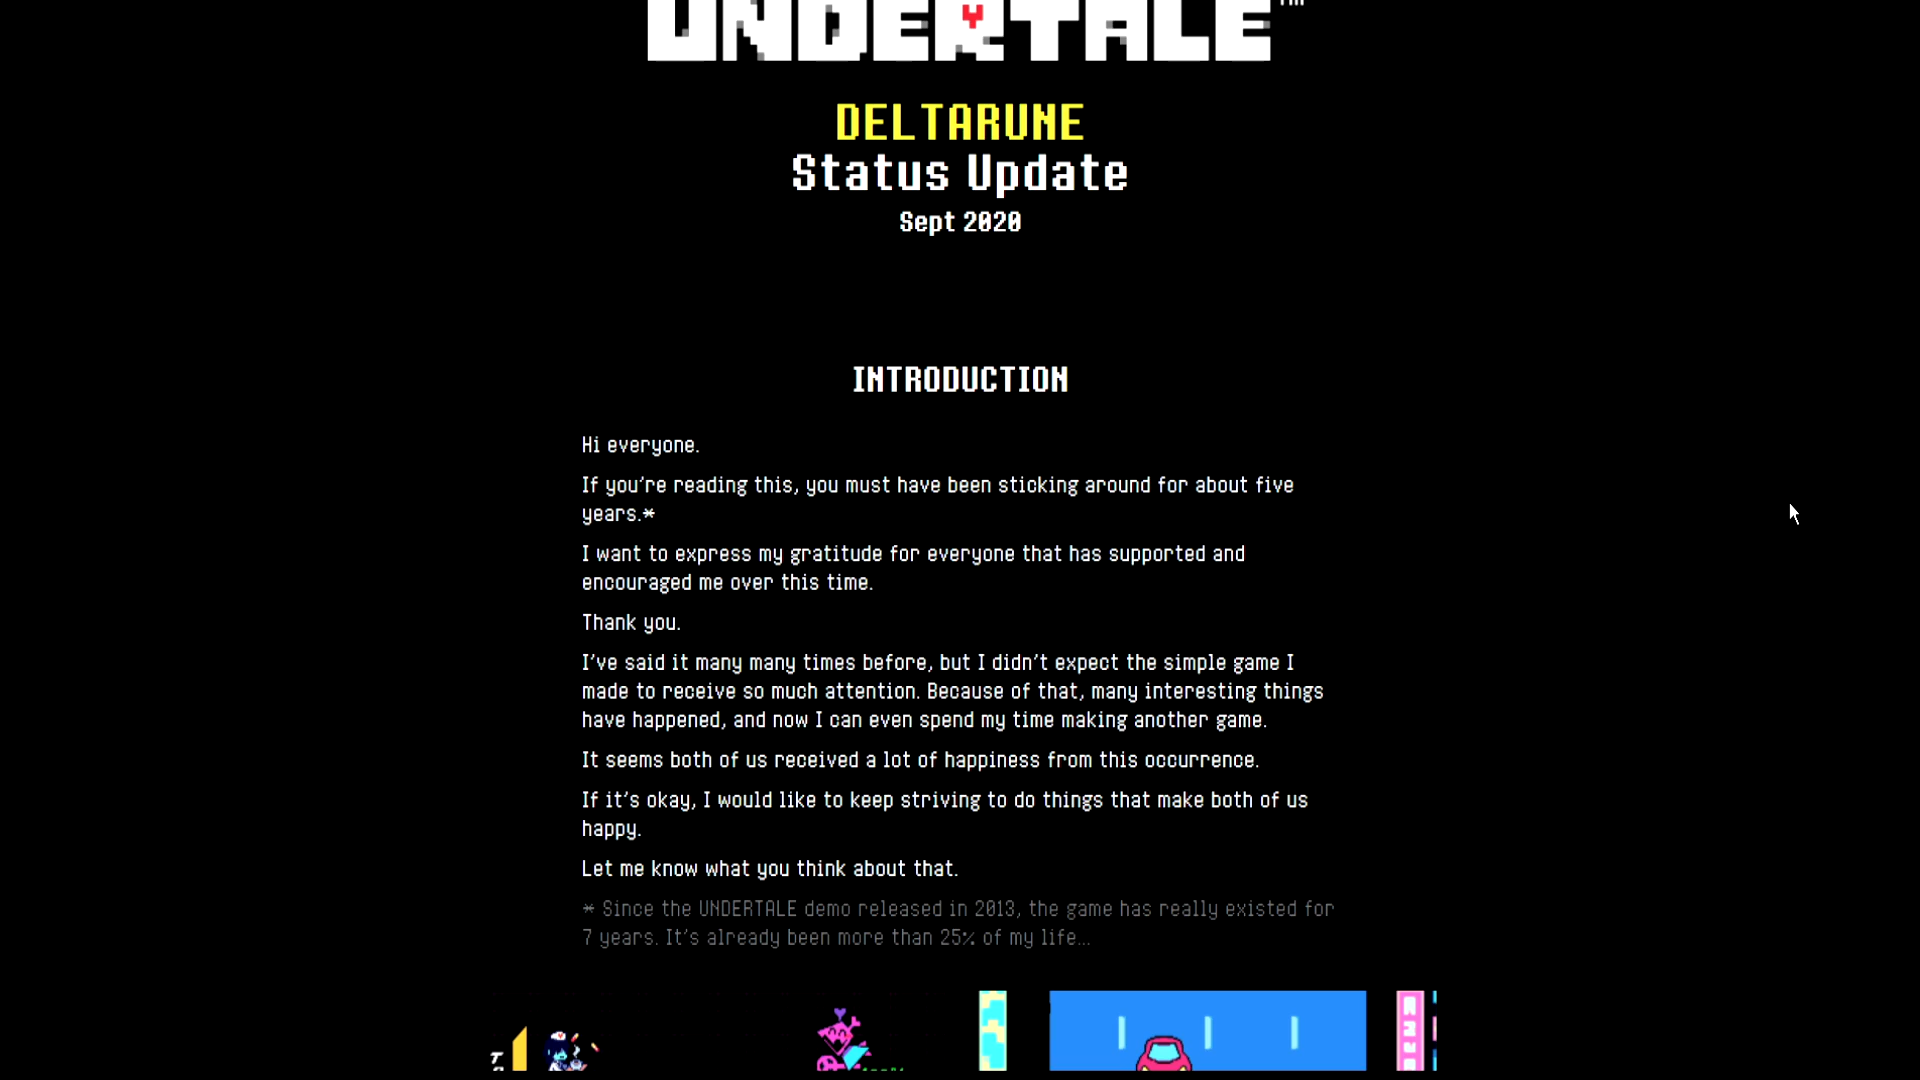 UNDERTALE
DELTARUNE
Status Update
Sept 2020
INTRODUCTION
Hi everyone.
If you're reading this, you must have been sticking around for about five
years.*
I want to express my gratitude for everyone that has supported and
encouraged me over this time.
Thank you.
I've said it many many times before, but I didn't expect the simple game I
made to receive so much attention. Because of that, many interesting things
have happened, and now I can even spend my time making another game.
It seems both of us received a lot of happiness from this occurrence.
If it's okay, I would like to keep striving to do things that make both of us
happy.
Let me know what you think about that.
* Since the UNDERTALE demo released in 2013, the game has really existed for
7 years. It's already been more than 25% of my life...